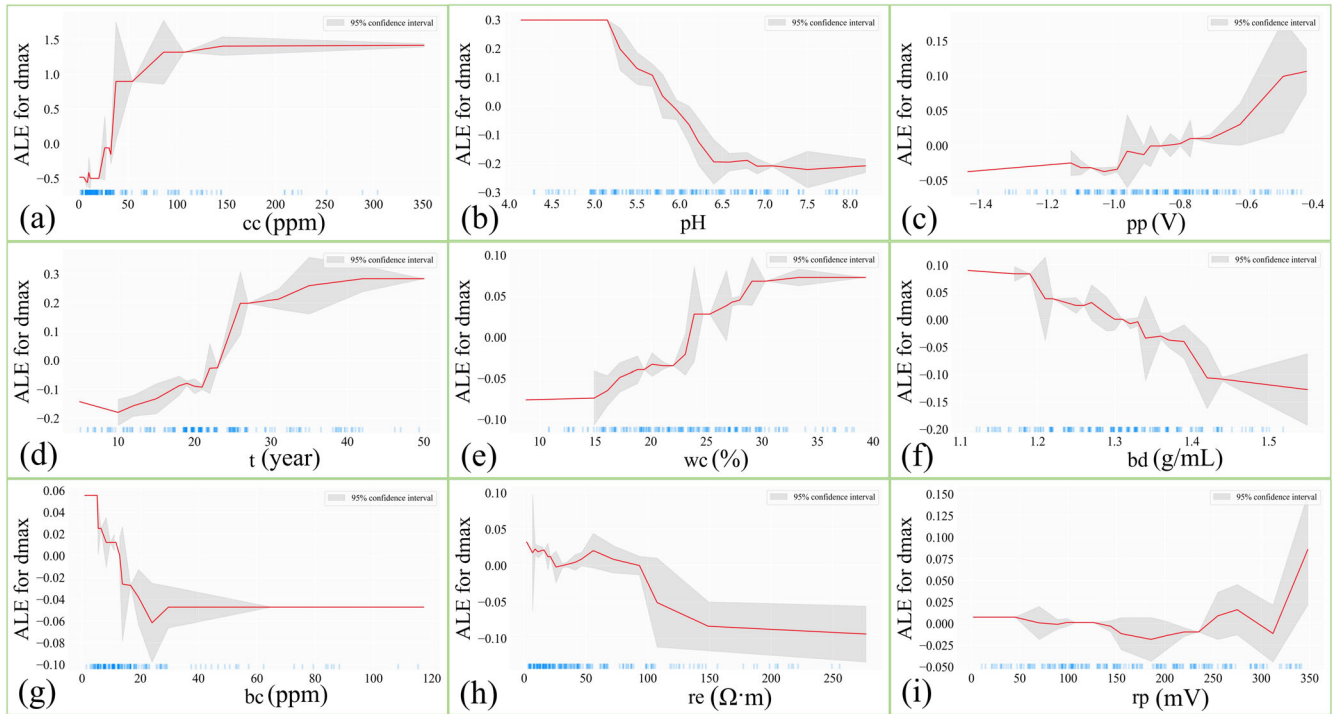 ALE for dmax
95% confidence interval
1.5
1.0
0.5
0.0
−0.5
0 50 100 150 200 250 300 350
(a) cc (ppm)
ALE for dmax
95% confidence interval
0.3
0.2
0.1
0.0
−0.1
−0.2
−0.3
4.0 4.5 5.0 5.5 6.0 6.5 7.0 7.5 8.0
(b) pH
ALE for dmax
95% confidence interval
0.15
0.10
0.05
0.00
−0.05
−1.4 −1.2 −1.0 −0.8 −0.6 −0.4
(c) pp (V)
ALE for dmax
95% confidence interval
0.3
0.2
0.1
0.0
−0.1
−0.2
10 20 30 40 50
(d) t (year)
ALE for dmax
95% confidence interval
0.10
0.05
0.00
−0.05
−0.10
10 15 20 25 30 35 40
(e) wc (%)
ALE for dmax
95% confidence interval
0.10
0.05
0.00
−0.05
−0.10
−0.15
−0.20
1.1 1.2 1.3 1.4 1.5
(f) bd (g/mL)
ALE for dmax
95% confidence interval
0.06
0.04
0.02
0.00
−0.02
−0.04
−0.06
−0.08
−0.10
0 20 40 60 80 100 120
(g) bc (ppm)
ALE for dmax
95% confidence interval
0.10
0.05
0.00
−0.05
−0.10
0 50 100 150 200 250
(h) re (Ω·m)
ALE for dmax
95% confidence interval
0.150
0.125
0.100
0.075
0.050
0.025
0.000
−0.025
−0.050
0 50 100 150 200 250 300 350
(i) rp (mV)